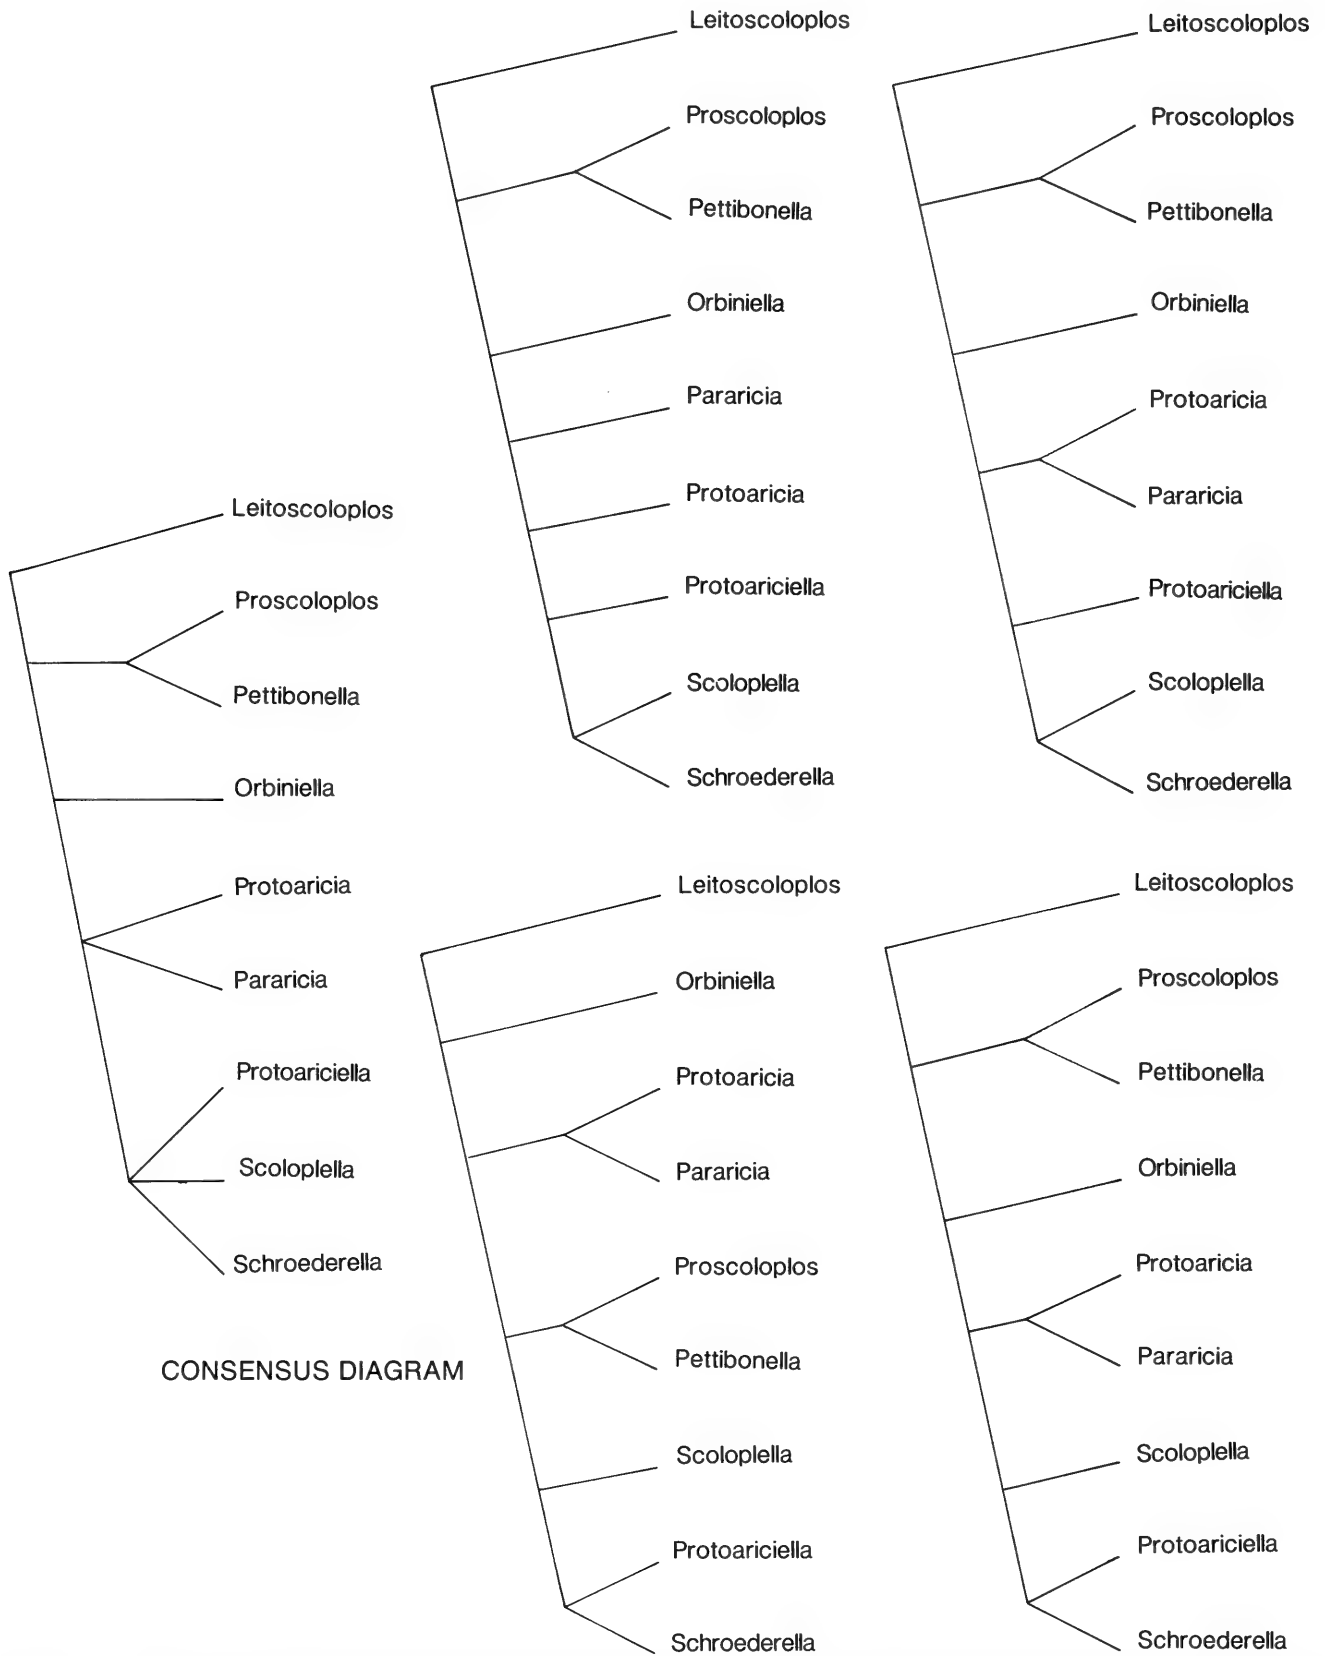 Leitoscoloplos
Proscoloplos
Pettibonella
Orbiniella
Protoaricia
Pararicia
Protoariciella
Scoloplella
Schroederella
CONSENSUS DIAGRAM
Leitoscoloplos
Proscoloplos
Pettibonella
Orbiniella
Pararicia
Protoaricia
Protoariciella
Scoloplella
Schroederella
Leitoscoloplos
Proscoloplos
Pettibonella
Orbiniella
Protoaricia
Pararicia
Protoariciella
Scoloplella
Schroederella
Leitoscoloplos
Orbiniella
Protoaricia
Pararicia
Proscoloplos
Pettibonella
Scoloplella
Protoariciella
Schroederella
Leitoscoloplos
Proscoloplos
Pettibonella
Orbiniella
Protoaricia
Pararicia
Scoloplella
Protoariciella
Schroederella